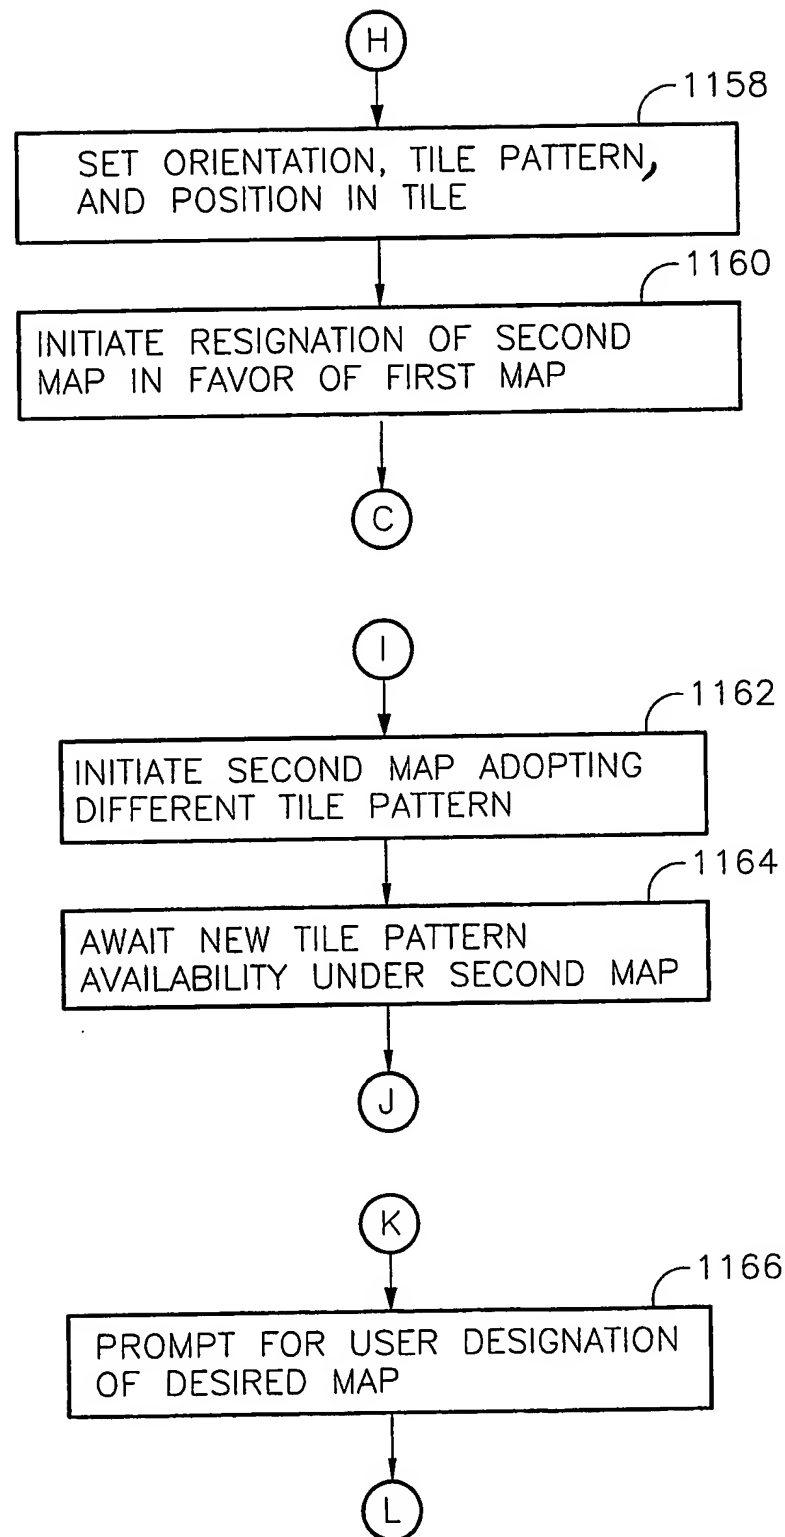 H
1158
SET ORIENTATION, TILE PATTERN,
AND POSITION IN TILE
1160
INITIATE RESIGNATION OF SECOND
MAP IN FAVOR OF FIRST MAP
C
I
1162
INITIATE SECOND MAP ADOPTING
DIFFERENT TILE PATTERN
1164
AWAIT NEW TILE PATTERN
AVAILABILITY UNDER SECOND MAP
J
K
1166
PROMPT FOR USER DESIGNATION
OF DESIRED MAP
L